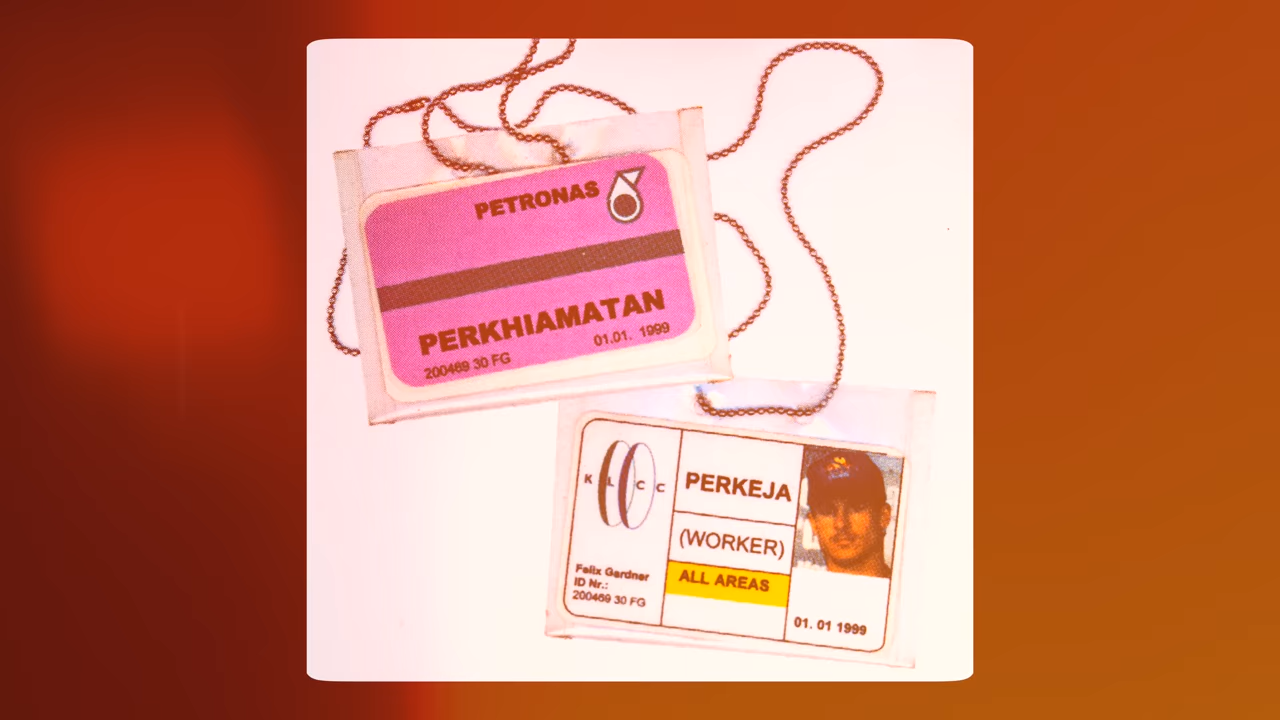 PETRONAS
PERKHIAMATAN
200469 30 FG
01.01. 1999
K L C C
Felix Gardner
ID Nr.:
200469 30 FG
PERKEJA
(WORKER)
ALL AREAS
01. 01 1999